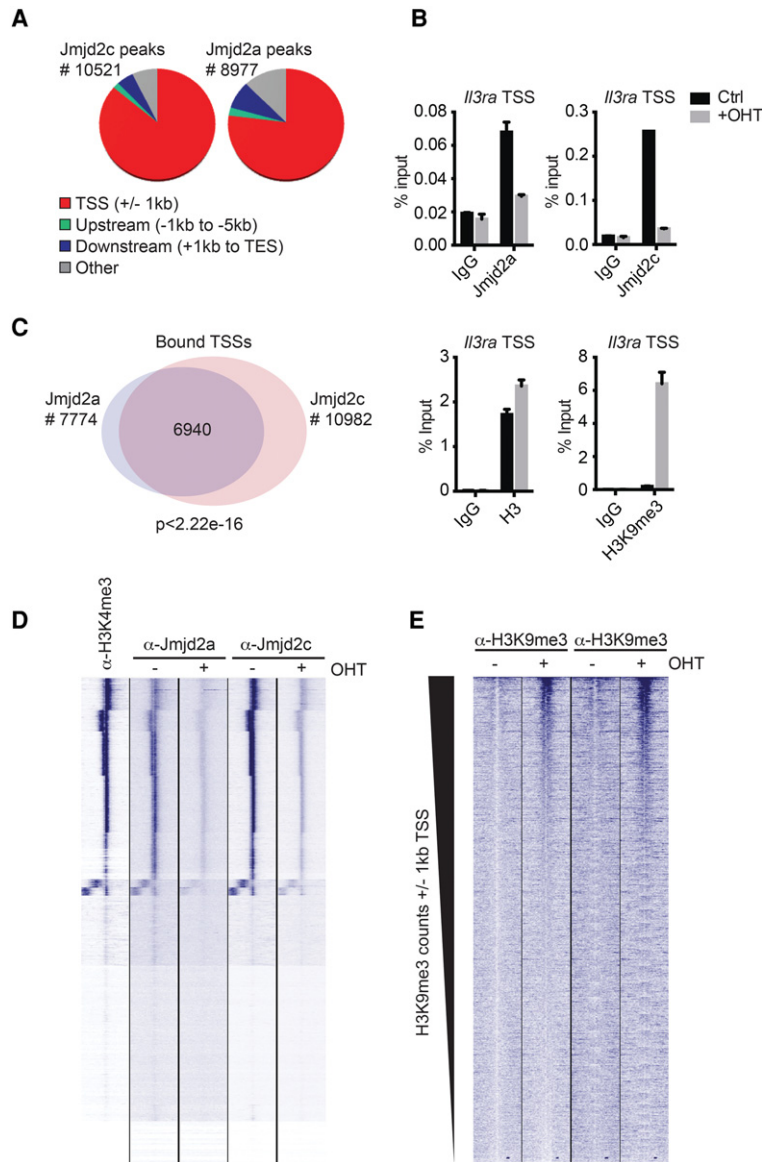 A
Jmjd2c peaks
# 10521
Jmjd2a peaks
# 8977
TSS (+/- 1kb)
Upstream (-1kb to -5kb)
Downstream (+1kb to TES)
Other
B
Il3ra TSS
% input
0.08
0.06
0.04
0.02
0.00
IgG
Jmjd2a
Il3ra TSS
% input
0.3
0.2
0.1
0.0
IgG
Jmjd2c
Ctrl
+OHT
Il3ra TSS
% Input
3
2
1
0
IgG
H3
Il3ra TSS
% Input
8
6
4
2
0
IgG
H3K9me3
C
Bound TSSs
Jmjd2a
# 7774
6940
Jmjd2c
# 10982
p<2.22e-16
D
α-H3K4me3
α-Jmjd2a
α-Jmjd2c
- + - + OHT
E
α-H3K9me3 α-H3K9me3
- + - + OHT
H3K9me3 counts +/- 1kb TSS